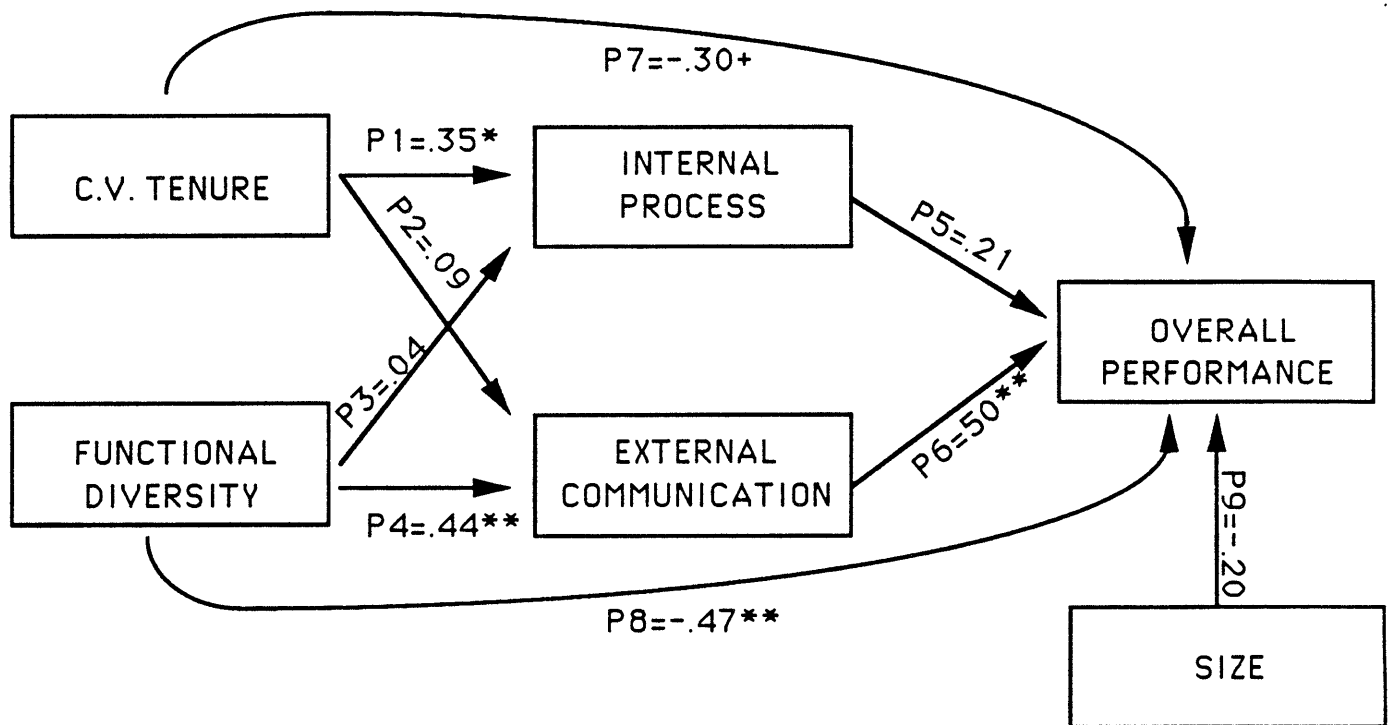 P7=-.30+
C.V. TENURE
P1=.35*
INTERNAL
PROCESS
P2=.09
P5=.21
OVERALL
PERFORMANCE
P3=.04
FUNCTIONAL
DIVERSITY
P4=.44**
EXTERNAL
COMMUNICATION
P6=50**
P9=-.20
P8=-.47**
SIZE